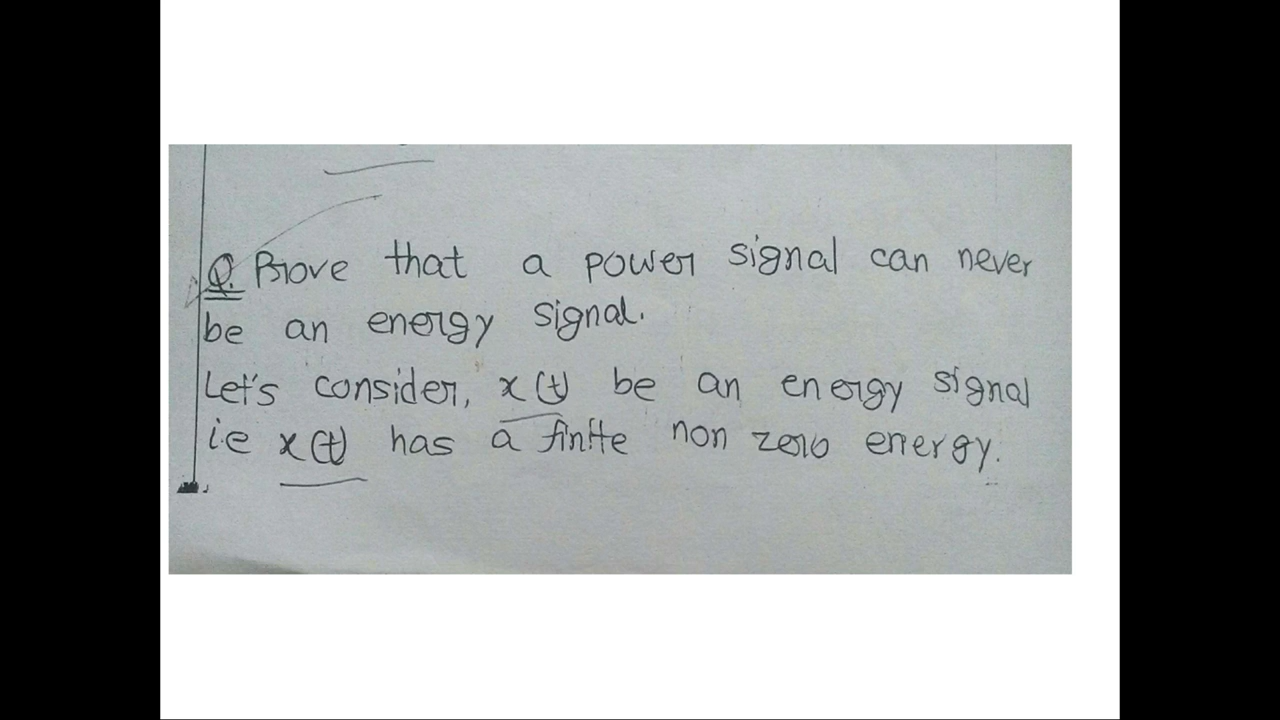 Q. Prove that a power signal can never
be an energy signal.
Let's consider, x(t) be an energy signal
i.e x(t) has a finite non zero energy.